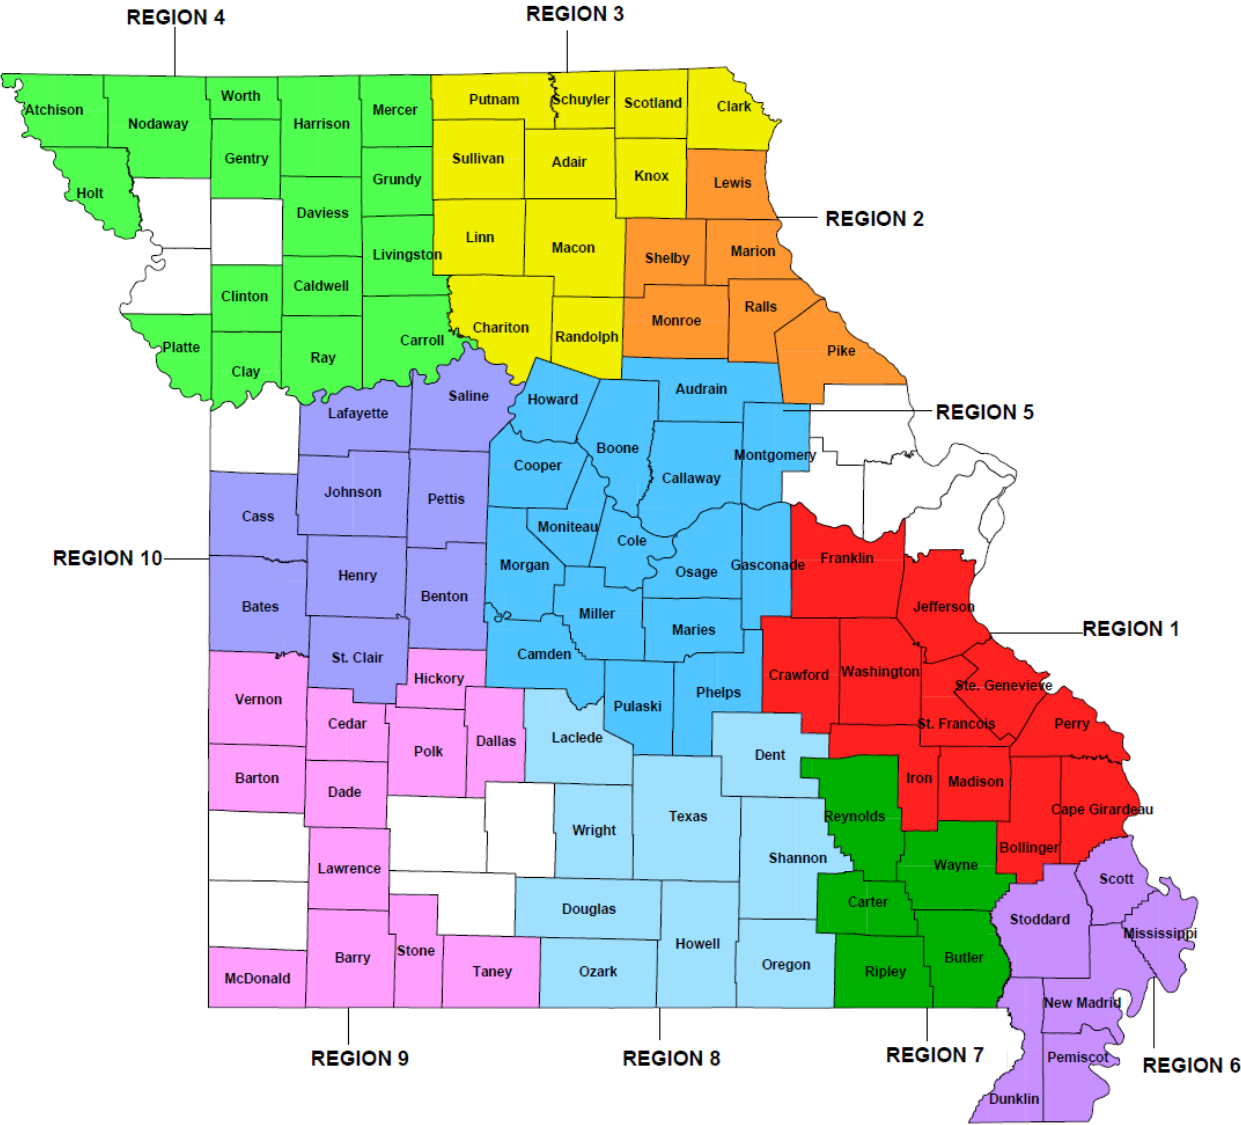 REGION 4
REGION 3
Atchison
Nodaway
Worth
Harrison
Mercer
Putnam
Schuyler
Scotland
Clark
Gentry
Grundy
Sullivan
Adair
Knox
Lewis
Holt
Daviess
REGION 2
Livingston
Linn
Macon
Shelby
Marion
Clinton
Caldwell
Chariton
Randolph
Monroe
Ralls
Platte
Clay
Ray
Carroll
Pike
Lafayette
Saline
Howard
Audrain
REGION 5
Boone
Montgomery
Cooper
Callaway
Johnson
Pettis
Cass
Moniteau
Cole
REGION 10
Morgan
Osage
Gasconade
Franklin
Henry
Benton
Bates
Miller
Maries
Jefferson
REGION 1
St. Clair
Camden
Hickory
Crawford
Washington
Ste. Genevieve
Vernon
Pulaski
Phelps
Cedar
St. Francois
Perry
Polk
Dallas
Laclede
Dent
Barton
Dade
Iron
Madison
Cape Girardeau
Wright
Texas
Reynolds
Bollinger
Lawrence
Shannon
Wayne
Scott
Douglas
Carter
Stoddard
Mississippi
Howell
Stone
Barry
McDonald
Taney
Ozark
Oregon
Ripley
Butler
New Madrid
REGION 9
REGION 8
REGION 7
Pemiscot
REGION 6
Dunklin